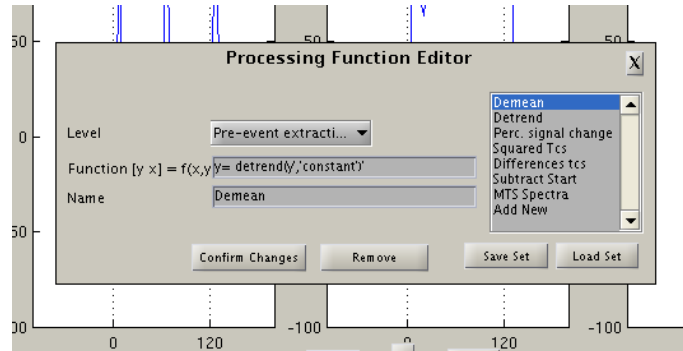 50 50 50
Processing Function Editor X
Level Pre-event extracti...
Function [y x] = f(x,y y= detrend(y','constant')'
Name Demean
Demean
Detrend
Perc. signal change
Squared Tcs
Differences tcs
Subtract Start
MTS Spectra
Add New
0
50
Confirm Changes Remove Save Set Load Set
00 -100 -100
0 120 0 120